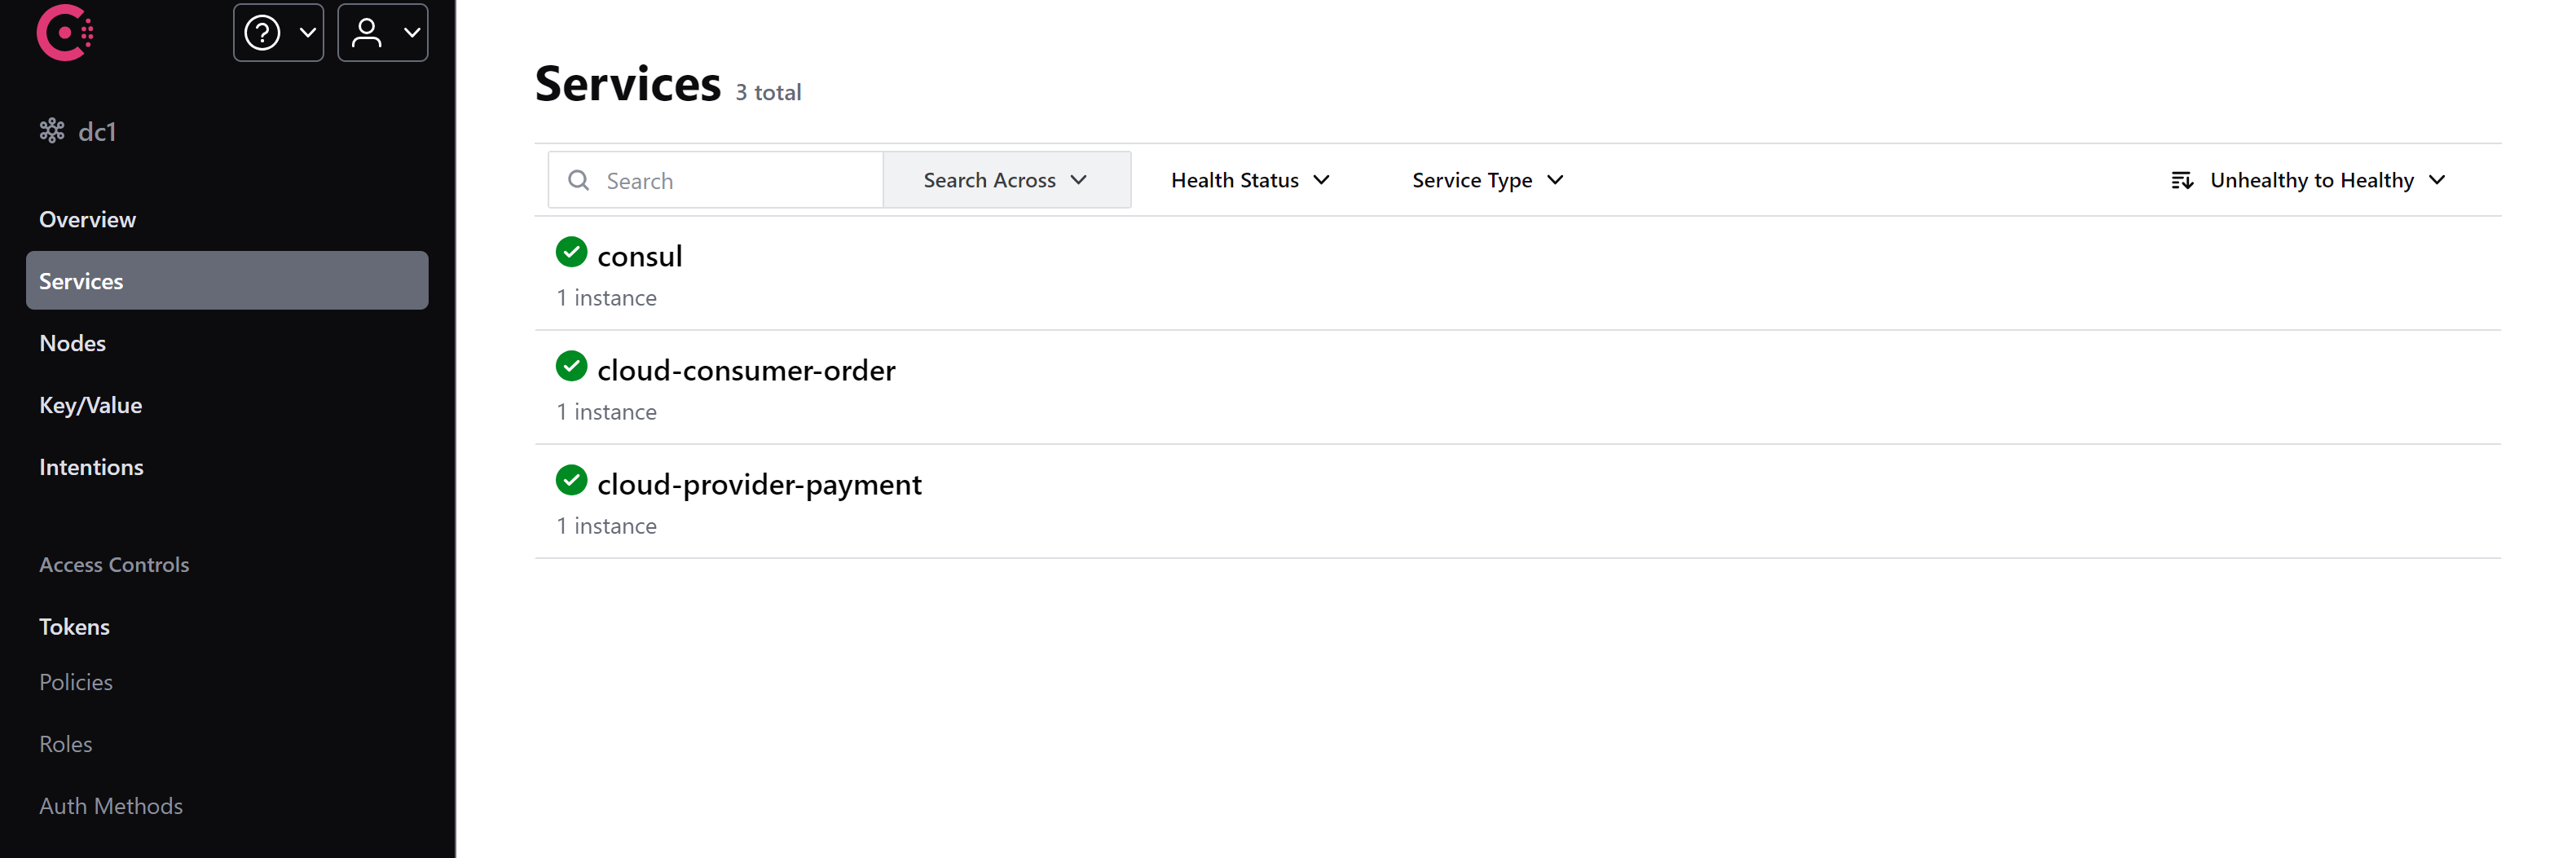 dc1
Overview
Services
Nodes
Key/Value
Intentions
Access Controls
Tokens
Policies
Roles
Auth Methods
Services 3 total
Search Search Across Health Status Service Type Unhealthy to Healthy
consul
1 instance
cloud-consumer-order
1 instance
cloud-provider-payment
1 instance